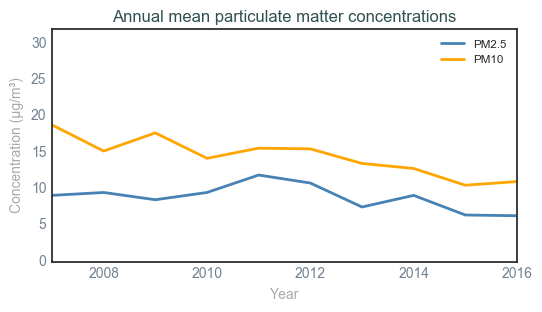 Annual mean particulate matter concentrations
30
25
20
15
10
5
0
Concentration (µg/m³)
PM2.5
PM10
2008
2010
2012
2014
2016
Year